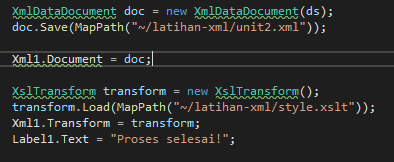 XmlDataDocument doc = new XmlDataDocument(ds);
doc.Save(MapPath("~/latihan-xml/unit2.xml"));
Xml1.Document = doc;
XslTransform transform = new XslTransform();
transform.Load(MapPath("~/latihan-xml/style.xslt"));
Xml1.Transform = transform;
Label1.Text = "Proses selesai!";